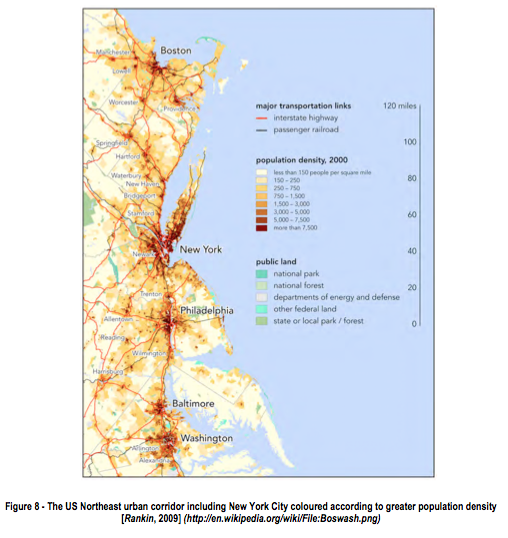 Boston
Manchester
Lowell
Worcester
Providence
Springfield
Hartford
Waterbury
New Haven
Bridgeport
Stamford
New York
Newark
Trenton
Philadelphia
Allentown
Reading
Wilmington
Harrisburg
Baltimore
Washington
Arlington
Alexandria
major transportation links
interstate highway
passenger railroad
population density, 2000
less than 150 people per square mile
150 – 250
250 – 750
750 – 1,500
1,500 – 3,000
3,000 – 5,000
5,000 – 7,500
more than 7,500
public land
national park
national forest
departments of energy and defense
other federal land
state or local park / forest
120 miles
100
80
60
40
20
0
Figure 8 - The US Northeast urban corridor including New York City coloured according to greater population density
[Rankin, 2009] (http://en.wikipedia.org/wiki/File:Boswash.png)